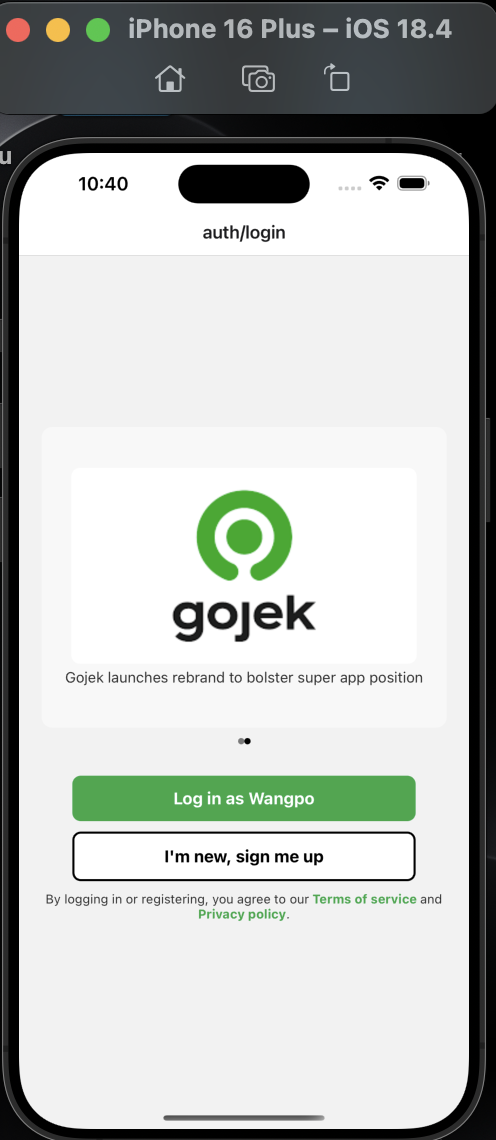 iPhone 16 Plus – iOS 18.4
u
10:40
auth/login
gojek
Gojek launches rebrand to bolster super app position
Log in as Wangpo
I'm new, sign me up
By logging in or registering, you agree to our Terms of service and
Privacy policy.